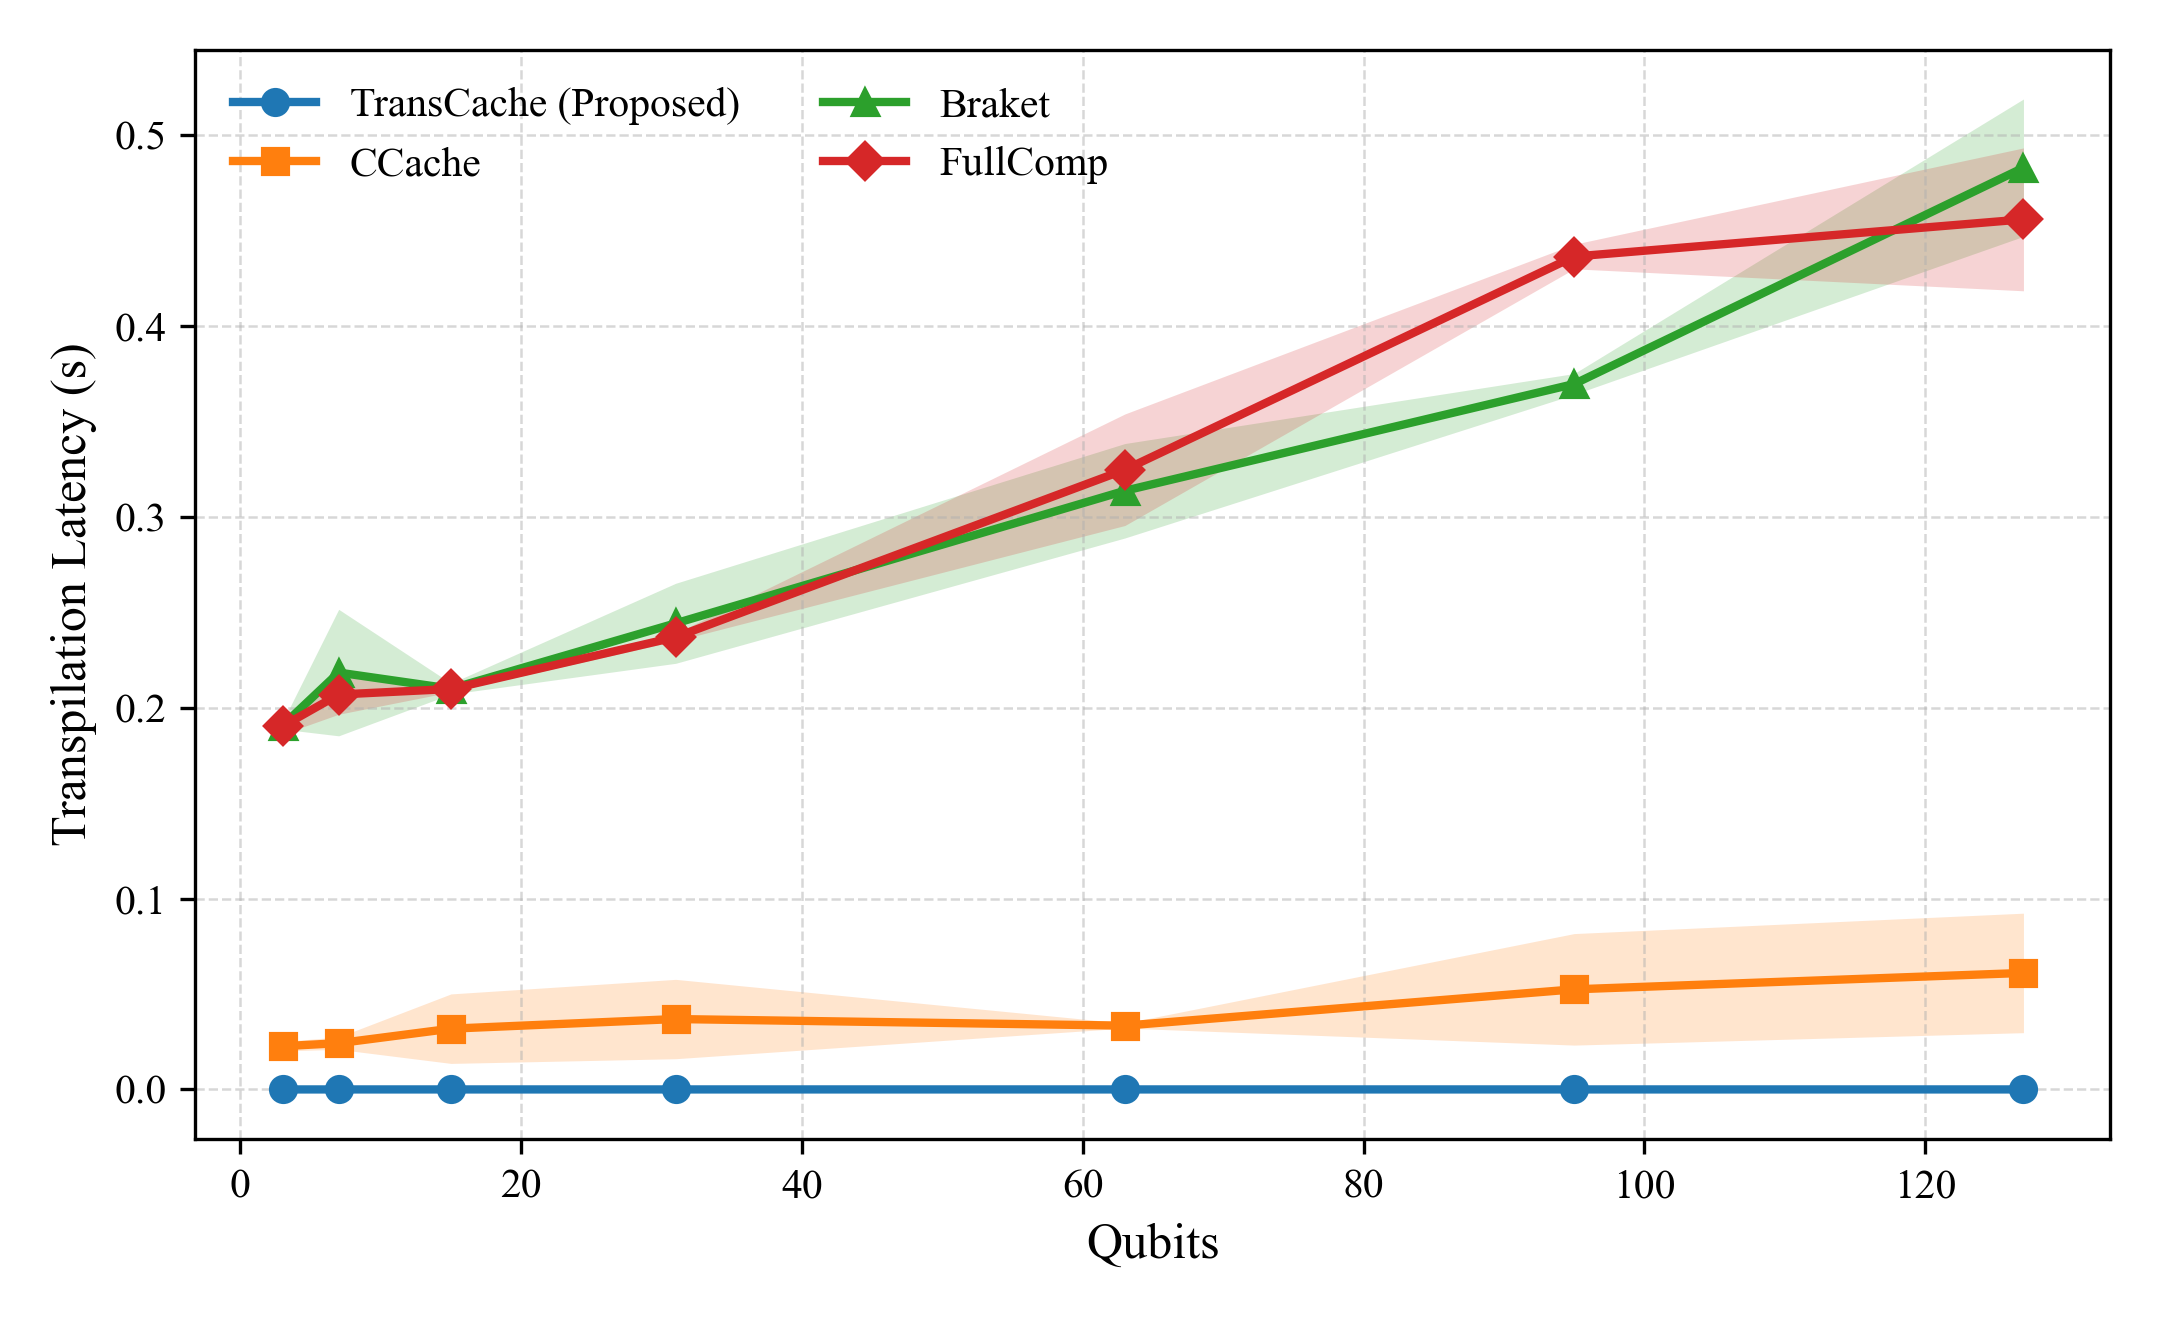 TransCache (Proposed)
CCache
Braket
FullComp
Transpilation Latency (s)
0.5
0.4
0.3
0.2
0.1
0.0
0 20 40 60 80 100 120
Qubits